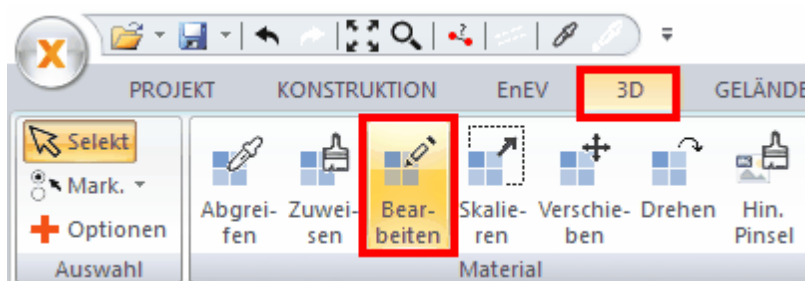 X
PROJEKT KONSTRUKTION EnEV 3D GELÄNDE
Selekt
Mark.
Optionen
Auswahl
Abgrei-
fen
Zuwei-
sen
Bear-
beiten
Skalie-
ren
Verschie-
ben
Drehen
Hin.
Pinsel
Material